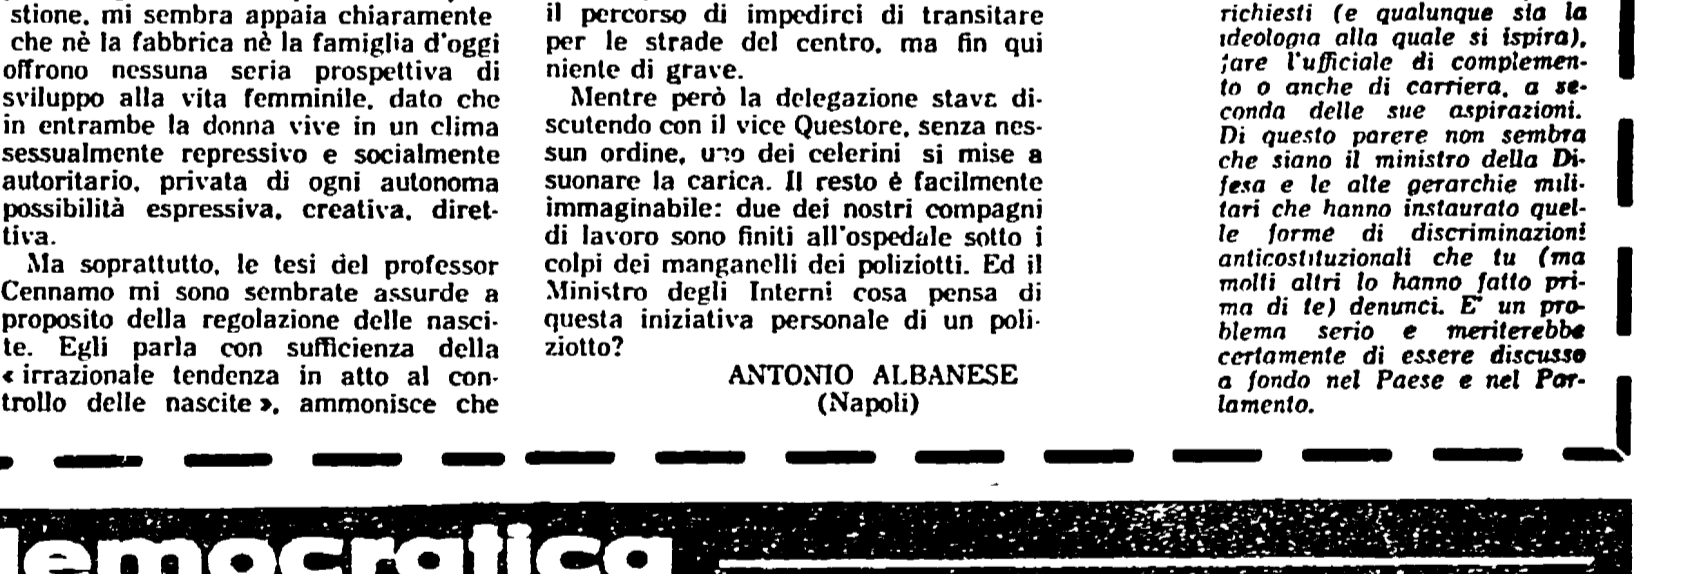 stione, mi sembra appaia chiaramente
che nè la fabbrica nè la famiglia d'oggi
offrono nessuna seria prospettiva di
sviluppo alla vita femminile, dato che
in entrambe la donna vive in un clima
sessualmente repressivo e socialmente
autoritario, privata di ogni autonoma
possibilità espressiva, creativa, diret-
tiva.
Ma soprattutto, le tesi del professor
Cennamo mi sono sembrate assurde a
proposito della regolazione delle nasci-
te. Egli parla con sufficienza della
« irrazionale tendenza in atto al con-
trollo delle nascite », ammonisce che
il percorso di impedirci di transitare
per le strade del centro, ma fin qui
niente di grave.
Mentre però la delegazione stava di-
scutendo con il vice Questore, senza nes-
sun ordine, uno dei celerini si mise a
suonare la carica. Il resto è facilmente
immaginabile: due dei nostri compagni
di lavoro sono finiti all'ospedale sotto i
colpi dei manganelli dei poliziotti. Ed il
Ministro degli Interni cosa pensa di
questa iniziativa personale di un poli-
ziotto?
ANTONIO ALBANESE
(Napoli)
richiesti (e qualunque sia la
ideologia alla quale si ispira),
fare l'ufficiale di complemen-
to o anche di carriera, a se-
conda delle sue aspirazioni.
Di questo parere non sembra
che siano il ministro della Di-
fesa e le alte gerarchie mili-
tari che hanno instaurato quel-
le forme di discriminazioni
anticostituzionali che tu (ma
molti altri lo hanno fatto pri-
ma di te) denunci. E' un pro-
blema serio e meriterebbe
certamente di essere discusso
a fondo nel Paese e nel Par-
lamento.
democratica